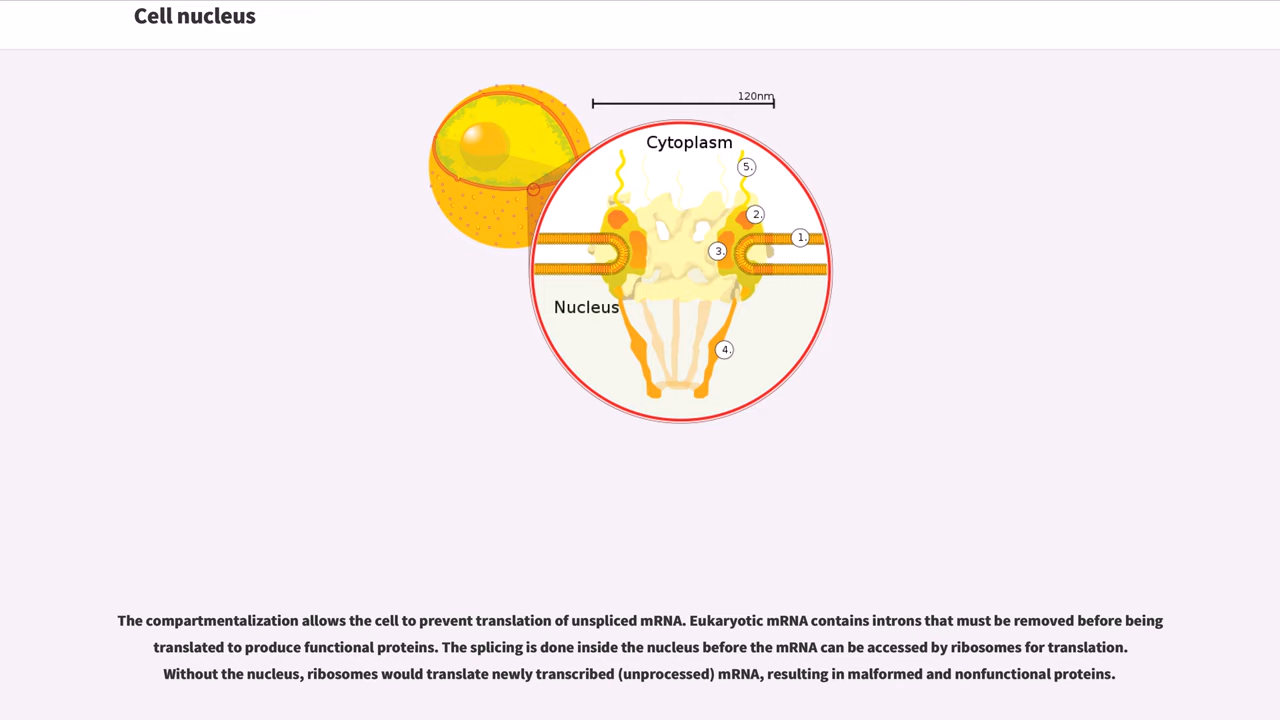 Cell nucleus
120nm
Cytoplasm
5.
2.
1.
3.
Nucleus
4.
The compartmentalization allows the cell to prevent translation of unspliced mRNA. Eukaryotic mRNA contains introns that must be removed before being
translated to produce functional proteins. The splicing is done inside the nucleus before the mRNA can be accessed by ribosomes for translation.
Without the nucleus, ribosomes would translate newly transcribed (unprocessed) mRNA, resulting in malformed and nonfunctional proteins.